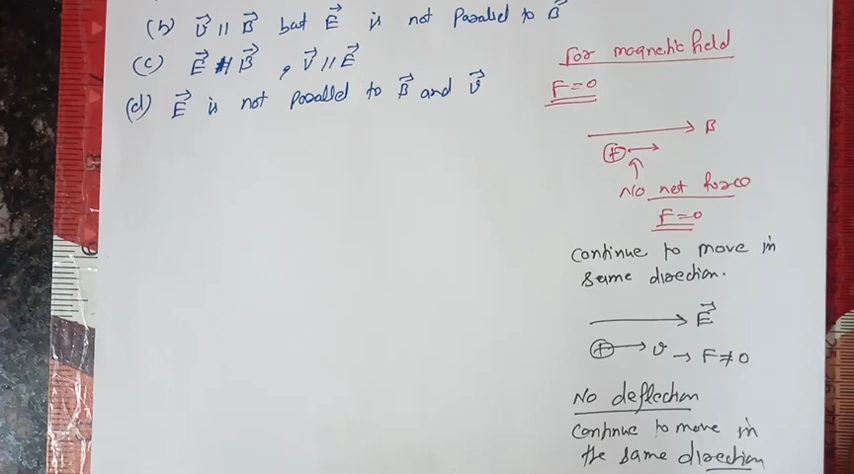 (b) v⃗ || B⃗ but E⃗ is not Parallel to B⃗
(c) E⃗ ∦ B⃗ , v⃗ // E⃗
(d) E⃗ is not parallel to B⃗ and v⃗
For magnetic field
F=0
B
+
No net force
F=0
Continue to move in
same direction.
E⃗
+ → v → F≠0
No deflection
Continue to move in
the same direction